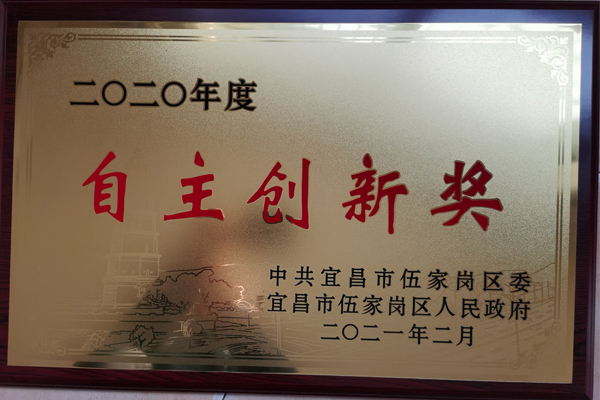 二〇二〇年度
自主创新奖
中共宜昌市伍家岗区委
宜昌市伍家岗区人民政府
二〇二一年二月